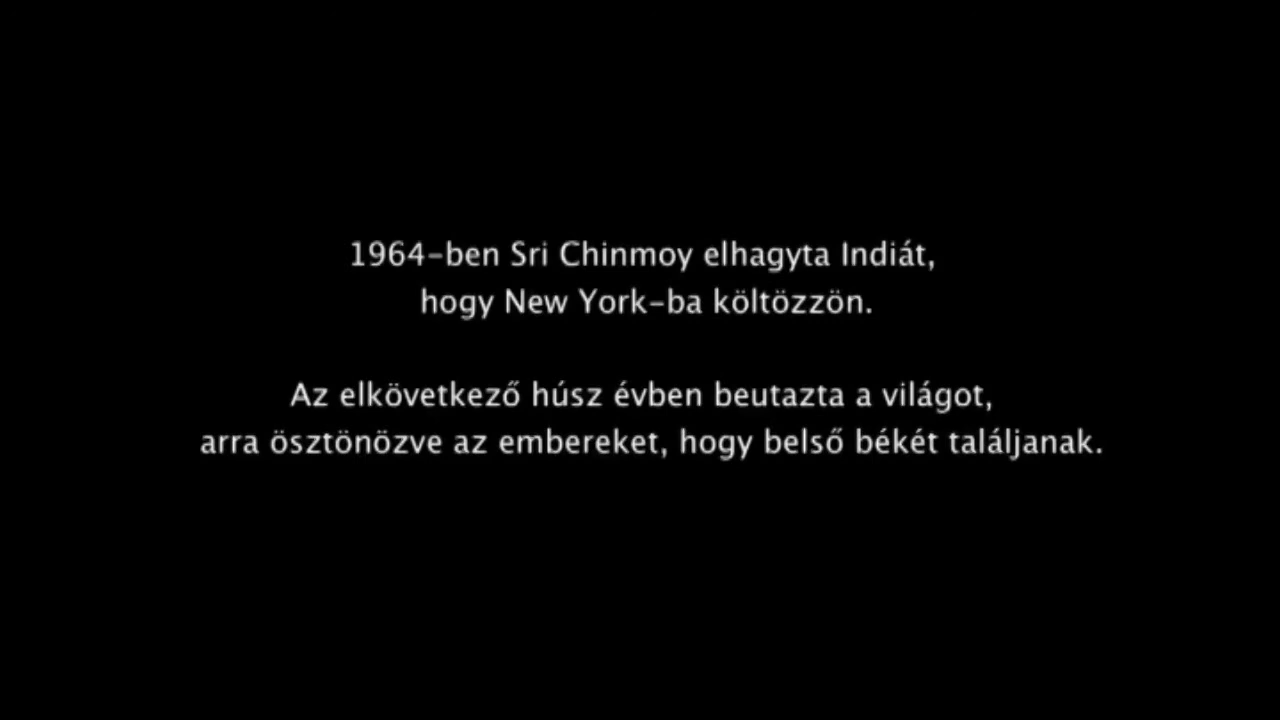 1964-ben Sri Chinmoy elhagyta Indiát,
hogy New York-ba költözzön.
Az elkövetkező húsz évben beutazta a világot,
arra ösztönözve az embereket, hogy belső békét találjanak.